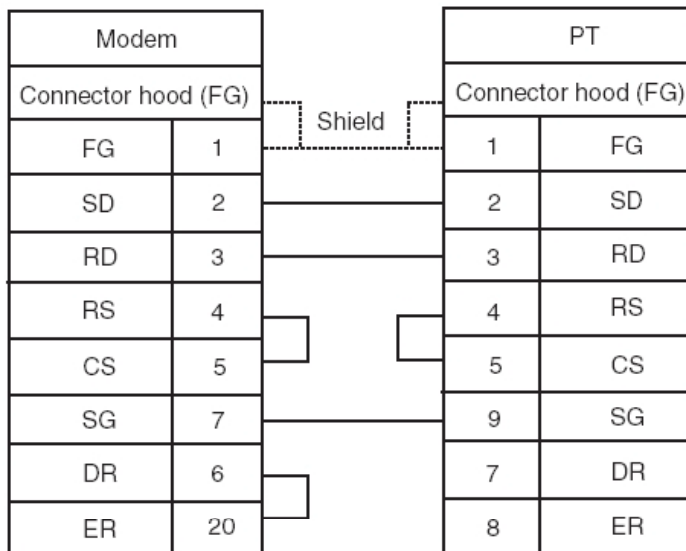 Modem
PT
Connector hood (FG)
Connector hood (FG)
Shield
FG 1
1 FG
SD 2
2 SD
RD 3
3 RD
RS 4
4 RS
CS 5
5 CS
SG 7
9 SG
DR 6
7 DR
ER 20
8 ER